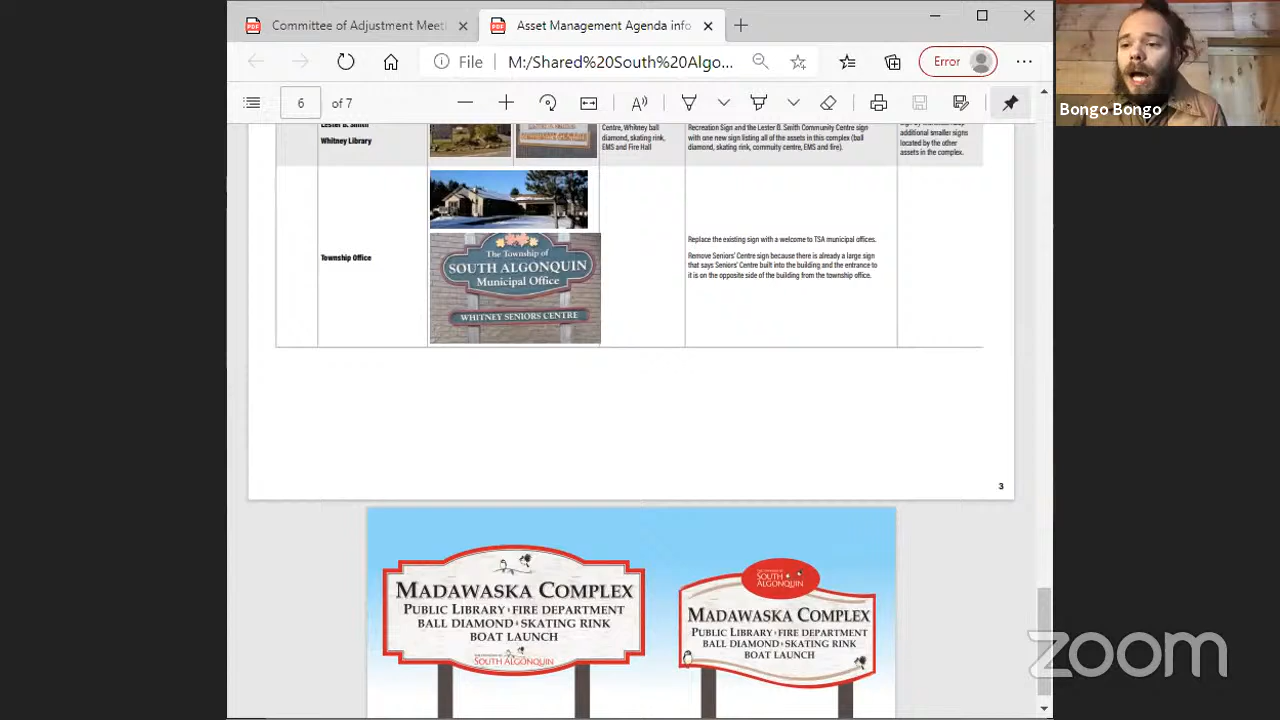 Committee of Adjustment Meeti
Asset Management Agenda info
File
M:/Shared%20South%20Algo...
Error
6 of 7
Bongo Bongo
Lester B. Smith
Whitney Library
Centre, Whitney ball
diamond, skating rink,
EMS and Fire Hall
Recreation Sign and the Lester B. Smith Community Centre sign
with one new sign listing all of the assets in this complex (ball
diamond, skating rink, commuity centre, EMS and fire).
additional smaller signs
located by the other
assets in the complex.
COMMUNITY CENTRE
Township Office
The Township of
SOUTH ALGONQUIN
Municipal Office
WHITNEY SENIORS CENTRE
Replace the existing sign with a welcome to TSA municipal offices.
Remove Seniors' Centre sign because there is already a large sign
that says Seniors' Centre built into the building and the entrance to
it is on the opposite side of the building from the township office.
3
MADAWASKA COMPLEX
PUBLIC LIBRARY • FIRE DEPARTMENT
BALL DIAMOND • SKATING RINK
BOAT LAUNCH
SOUTH ALGONQUIN
SOUTH
ALGONQUIN
MADAWASKA COMPLEX
PUBLIC LIBRARY • FIRE DEPARTMENT
BALL DIAMOND • SKATING RINK
BOAT LAUNCH
zoom